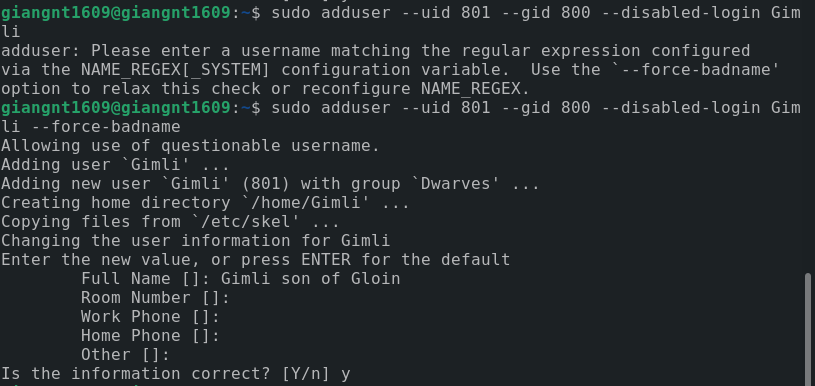 giangnt1609@giangnt1609:~$ sudo adduser --uid 801 --gid 800 --disabled-login Gim
li
adduser: Please enter a username matching the regular expression configured
via the NAME_REGEX[_SYSTEM] configuration variable.  Use the `--force-badname'
option to relax this check or reconfigure NAME_REGEX.
giangnt1609@giangnt1609:~$ sudo adduser --uid 801 --gid 800 --disabled-login Gim
li --force-badname
Allowing use of questionable username.
Adding user `Gimli' ...
Adding new user `Gimli' (801) with group `Dwarves' ...
Creating home directory `/home/Gimli' ...
Copying files from `/etc/skel' ...
Changing the user information for Gimli
Enter the new value, or press ENTER for the default
        Full Name []: Gimli son of Gloin
        Room Number []:
        Work Phone []:
        Home Phone []:
        Other []:
Is the information correct? [Y/n] y